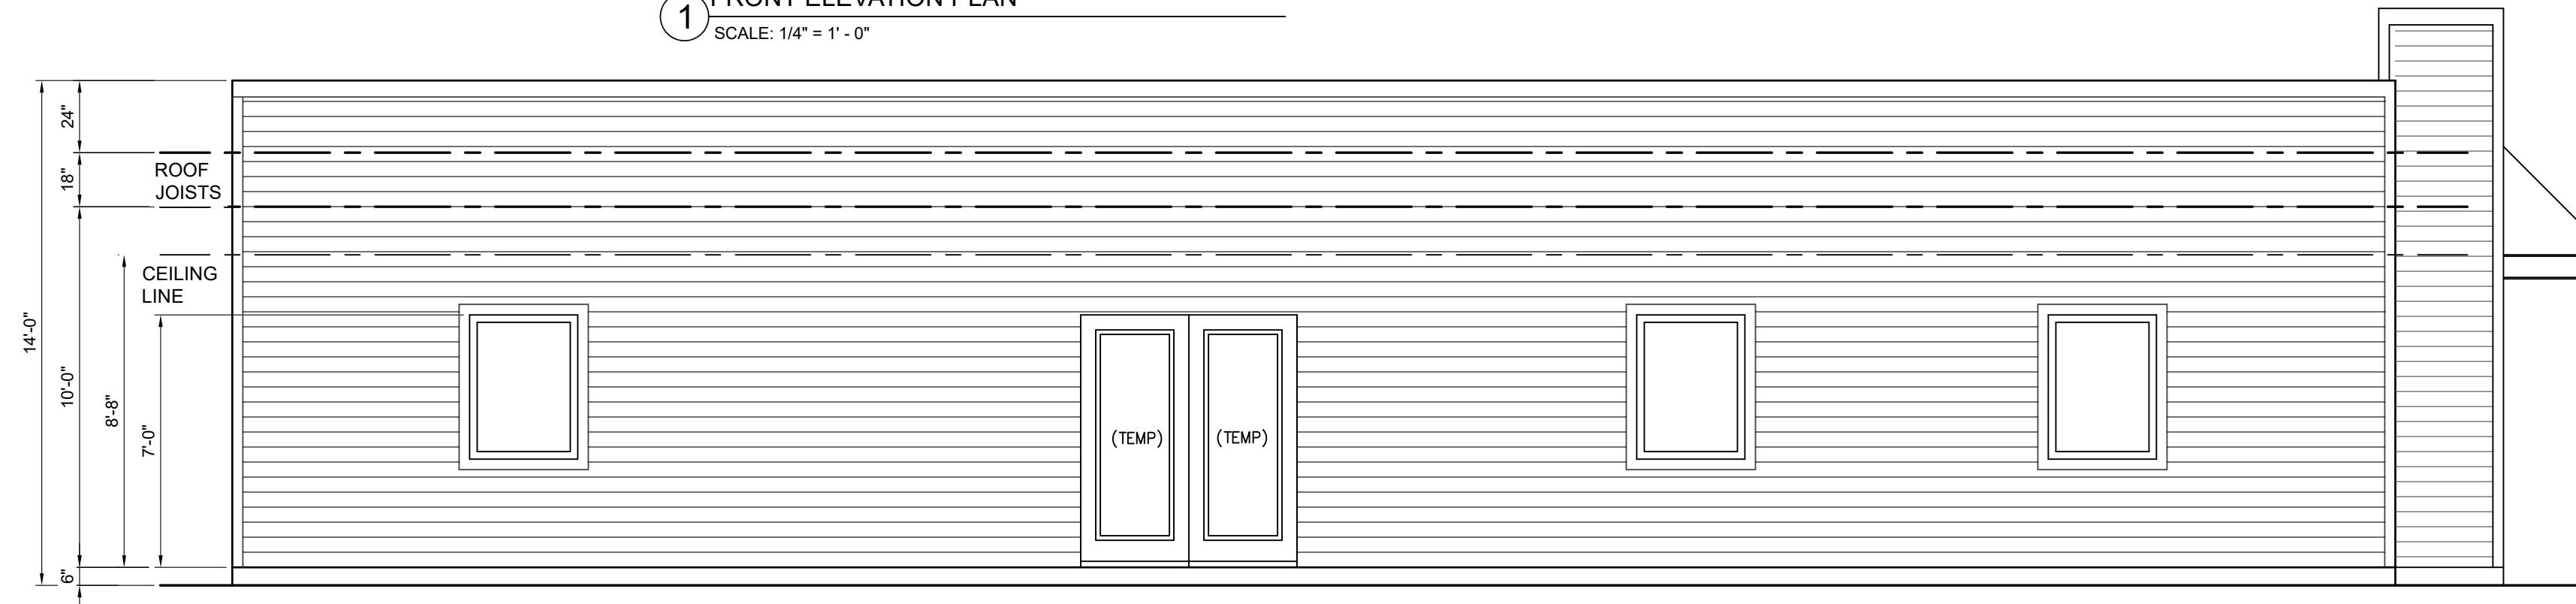 1
FRONT ELEVATION PLAN
SCALE: 1/4" = 1' - 0"
24"
18"
ROOF
JOISTS
CEILING
LINE
14'-0"
10'-0"
8'-8"
7'-0"
6"
(TEMP)
(TEMP)